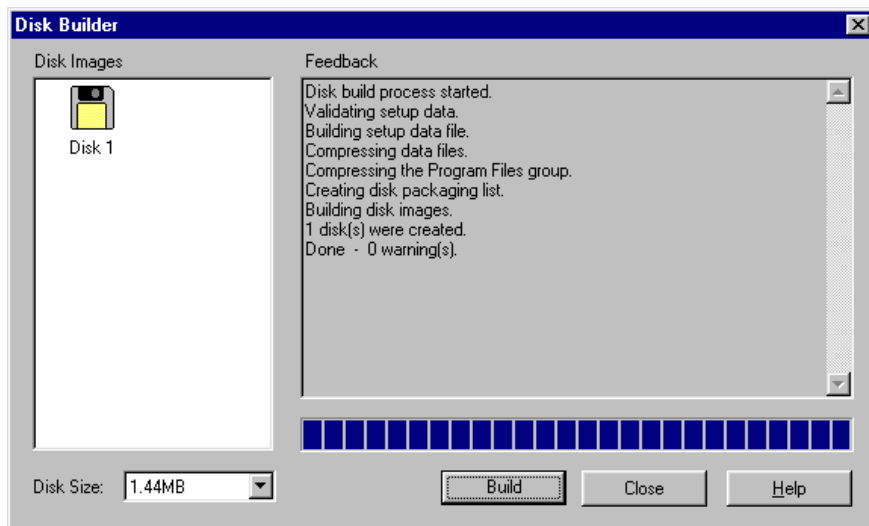 Disk Builder
Disk Images
Feedback
Disk 1
Disk build process started.
Validating setup data.
Building setup data file.
Compressing data files.
Compressing the Program Files group.
Creating disk packaging list.
Building disk images.
1 disk(s) were created.
Done - 0 warning(s).
Disk Size: 1.44MB
Build
Close
Help